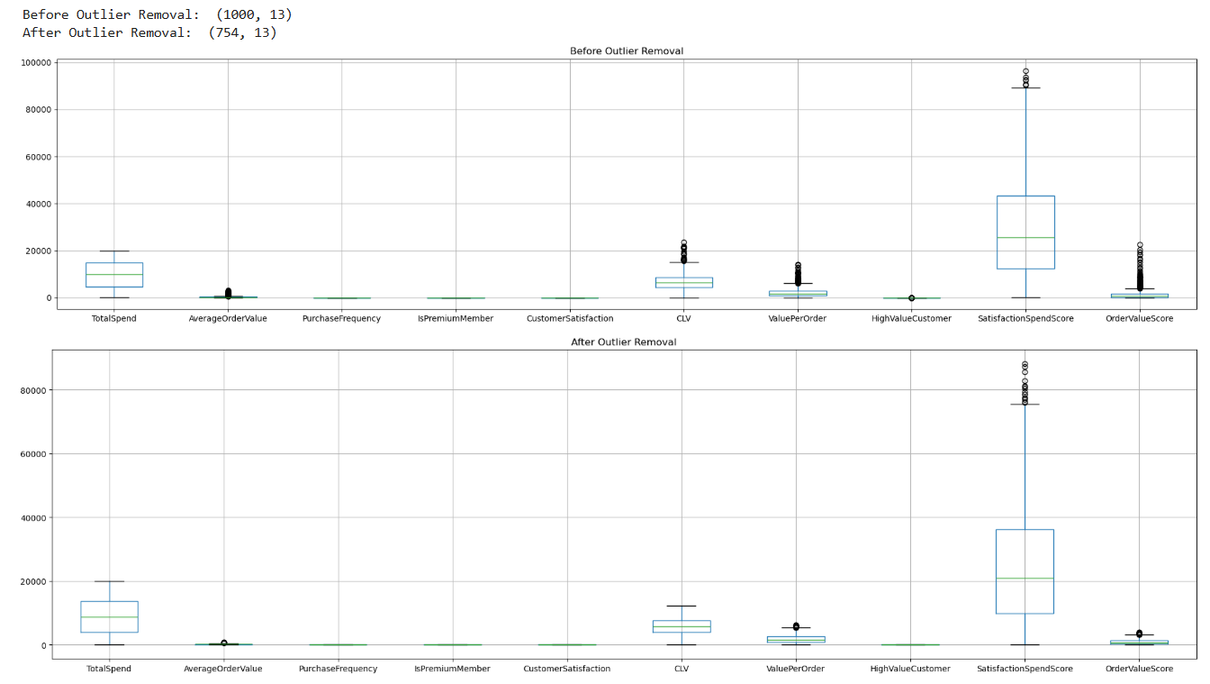 Before Outlier Removal:  (1000, 13)
After Outlier Removal:  (754, 13)
Before Outlier Removal
100000
80000
60000
40000
20000
0
TotalSpend AverageOrderValue PurchaseFrequency IsPremiumMember CustomerSatisfaction CLV ValuePerOrder HighValueCustomer SatisfactionSpendScore OrderValueScore
After Outlier Removal
80000
60000
40000
20000
0
TotalSpend AverageOrderValue PurchaseFrequency IsPremiumMember CustomerSatisfaction CLV ValuePerOrder HighValueCustomer SatisfactionSpendScore OrderValueScore